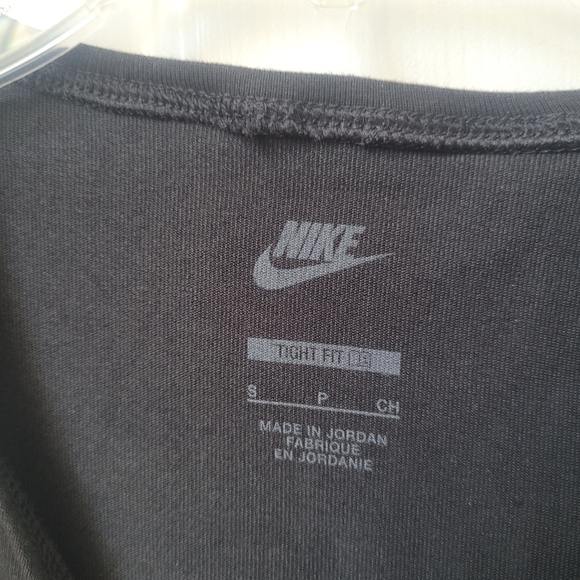 NIKE
TIGHT FIT
S P CH
MADE IN JORDAN
FABRIQUE
EN JORDANIE